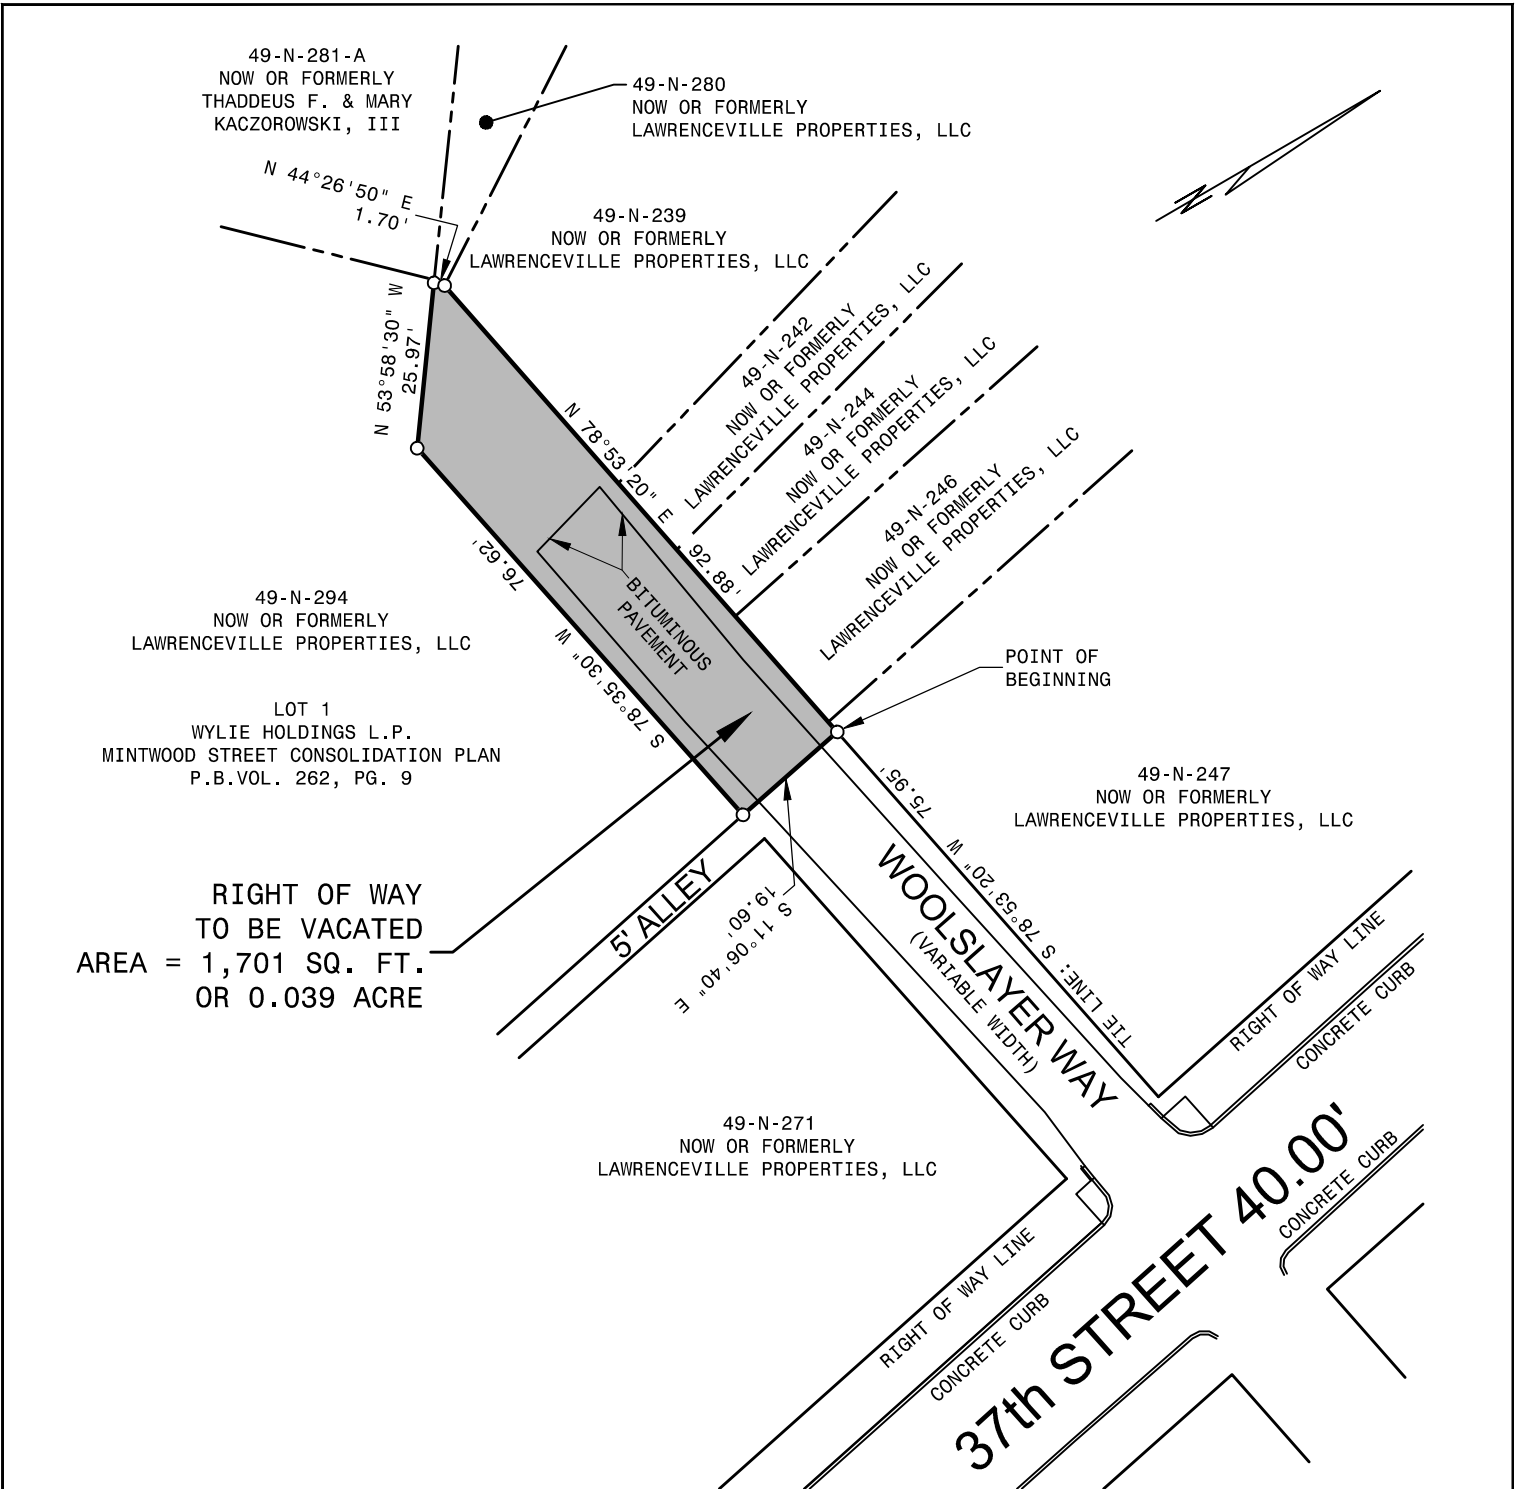 49-N-281-A
NOW OR FORMERLY
THADDEUS F. & MARY
KACZOROWSKI, III
49-N-280
NOW OR FORMERLY
LAWRENCEVILLE PROPERTIES, LLC
N 44°26'50" E
1.70'
49-N-239
NOW OR FORMERLY
LAWRENCEVILLE PROPERTIES, LLC
N
N 53°58'30" W
25.97'
49-N-242
NOW OR FORMERLY
LAWRENCEVILLE PROPERTIES, LLC
49-N-244
NOW OR FORMERLY
LAWRENCEVILLE PROPERTIES, LLC
49-N-246
NOW OR FORMERLY
LAWRENCEVILLE PROPERTIES, LLC
N 78°53'20" E 92.88'
BITUMINOUS
PAVEMENT
S 78°35'30" W 76.62'
49-N-294
NOW OR FORMERLY
LAWRENCEVILLE PROPERTIES, LLC
LOT 1
WYLIE HOLDINGS L.P.
MINTWOOD STREET CONSOLIDATION PLAN
P.B.VOL. 262, PG. 9
POINT OF
BEGINNING
49-N-247
NOW OR FORMERLY
LAWRENCEVILLE PROPERTIES, LLC
RIGHT OF WAY
TO BE VACATED
AREA = 1,701 SQ. FT.
OR 0.039 ACRE
5' ALLEY
S 11°06'40" E
19.60'
TIE LINE: S 78°53'20" W 75.95'
WOOLSLAYER WAY
(VARIABLE WIDTH)
RIGHT OF WAY LINE
CONCRETE CURB
49-N-271
NOW OR FORMERLY
LAWRENCEVILLE PROPERTIES, LLC
37th STREET 40.00'
CONCRETE CURB
RIGHT OF WAY LINE
CONCRETE CURB